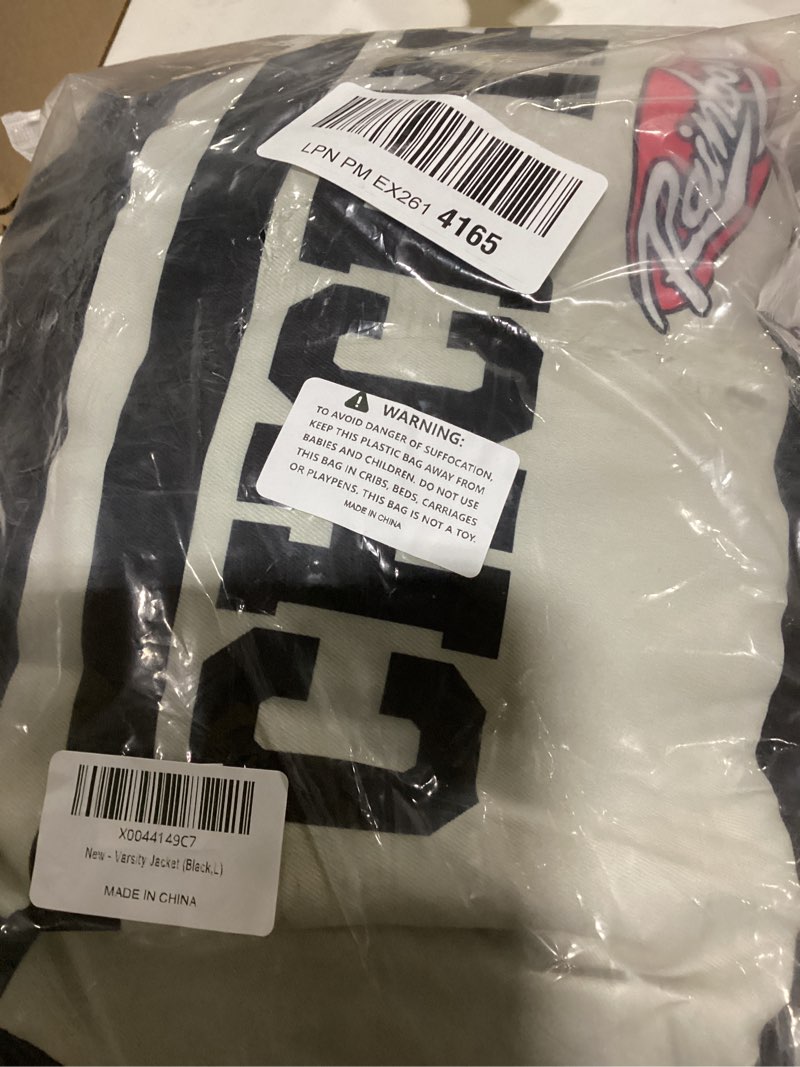 LPN PM EX261 4165
Rainbo
WARNING:
TO AVOID DANGER OF SUFFOCATION,
KEEP THIS PLASTIC BAG AWAY FROM
BABIES AND CHILDREN. DO NOT USE
THIS BAG IN CRIBS, BEDS, CARRIAGES
OR PLAYPENS. THIS BAG IS NOT A TOY.
MADE IN CHINA
X0044149C7
New - Varsity Jacket (Black,L)
MADE IN CHINA